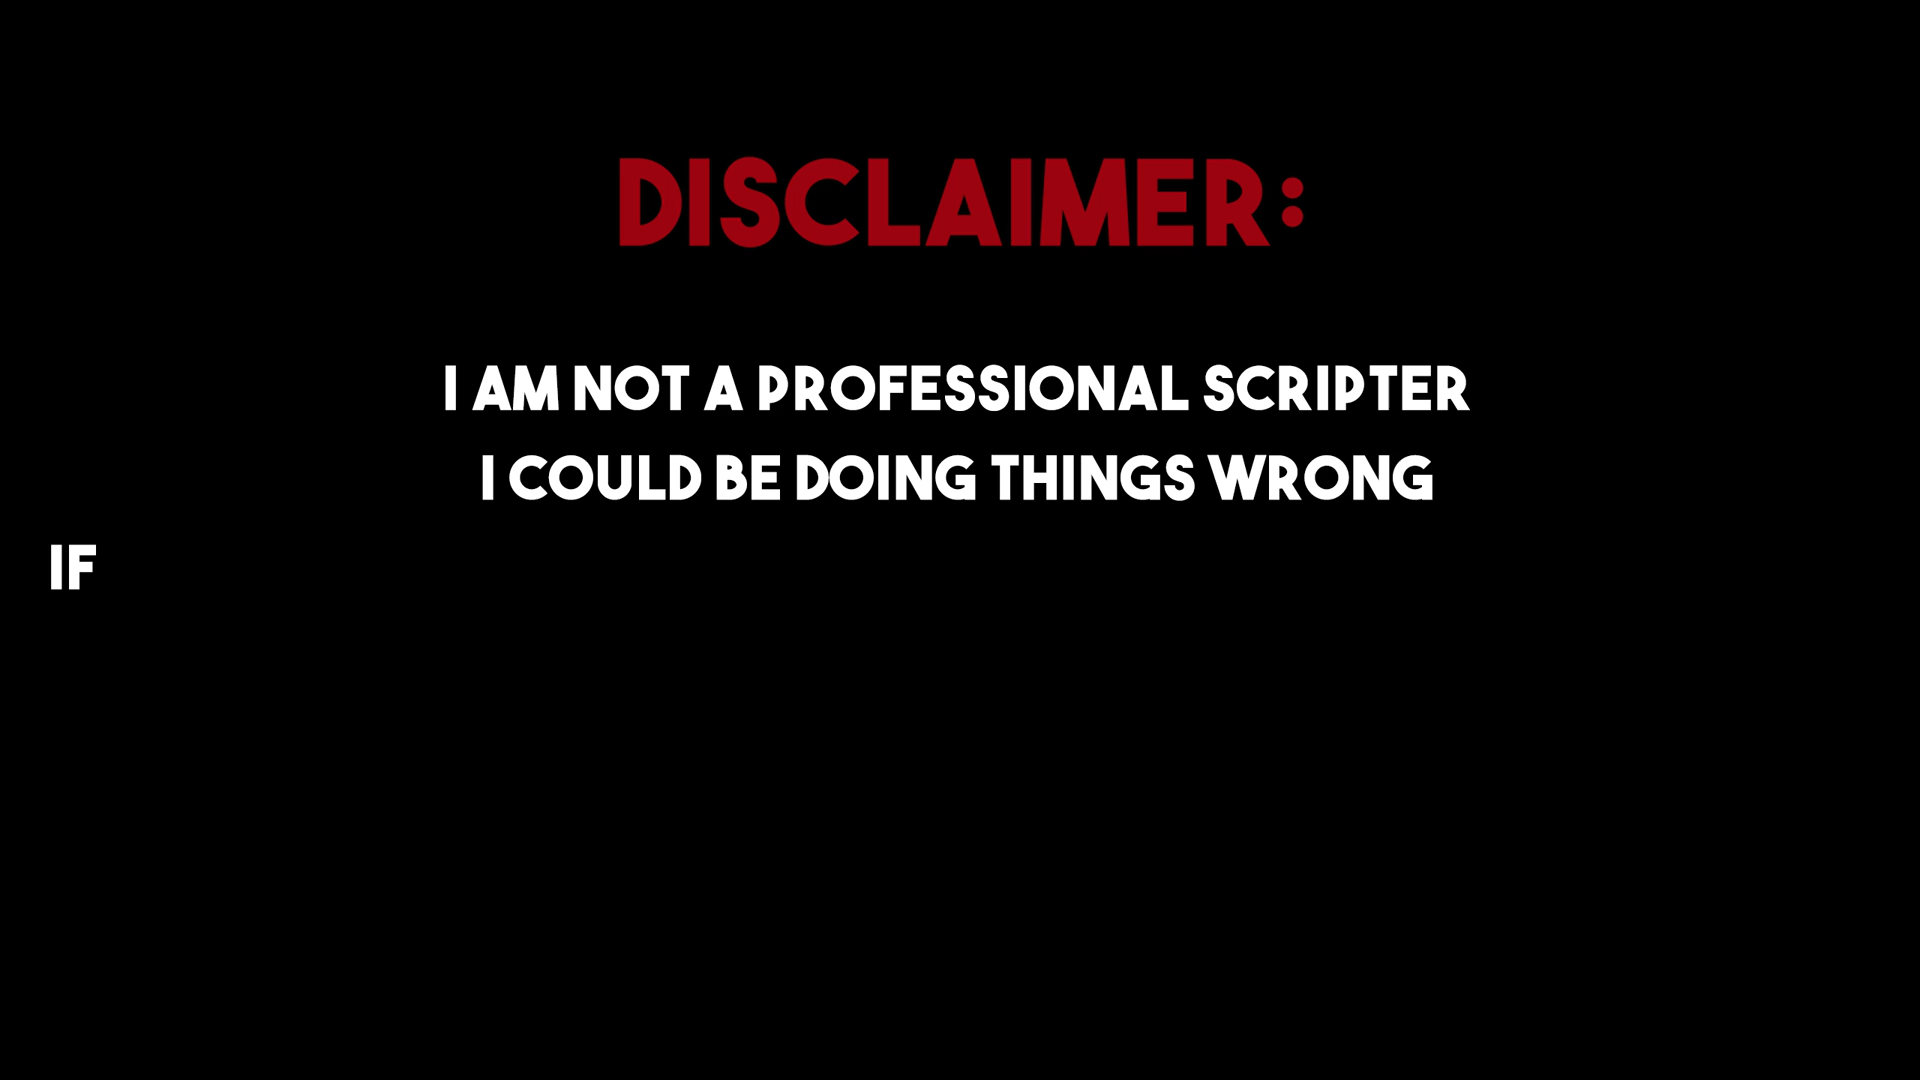 DISCLAIMER:
I AM NOT A PROFESSIONAL SCRIPTER
I COULD BE DOING THINGS WRONG
IF